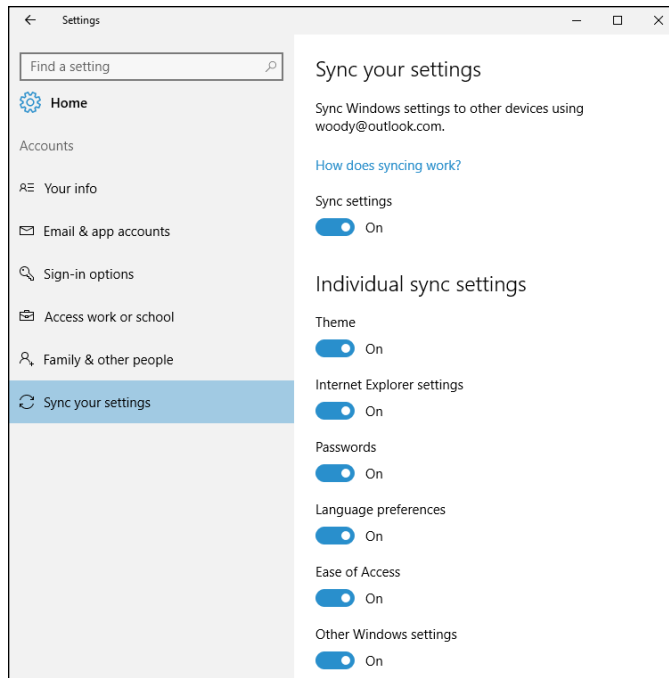 Settings
Find a setting
Home
Accounts
Your info
Email & app accounts
Sign-in options
Access work or school
Family & other people
Sync your settings
Sync your settings
Sync Windows settings to other devices using
woody@outlook.com.
How does syncing work?
Sync settings
On
Individual sync settings
Theme
On
Internet Explorer settings
On
Passwords
On
Language preferences
On
Ease of Access
On
Other Windows settings
On